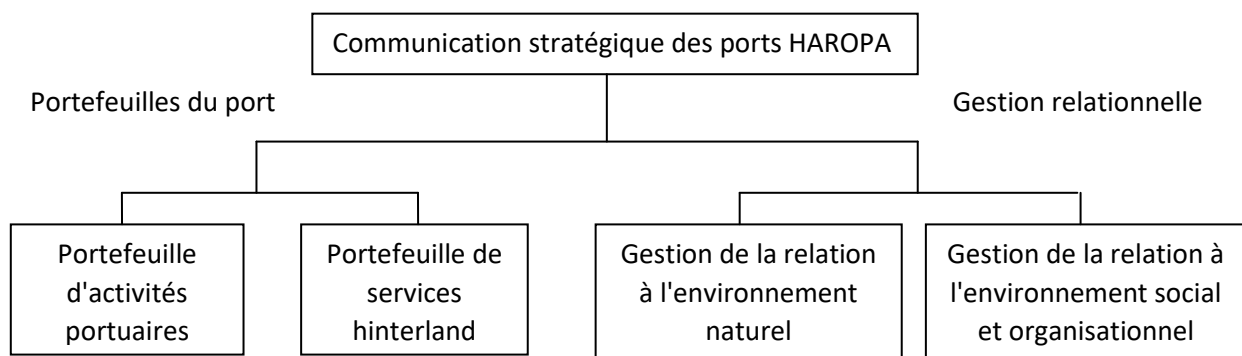 Communication stratégique des ports HAROPA
Portefeuilles du port
Gestion relationnelle
Portefeuille
d'activités
portuaires
Portefeuille de
services
hinterland
Gestion de la relation
à l'environnement
naturel
Gestion de la relation à
l'environnement social
et organisationnel